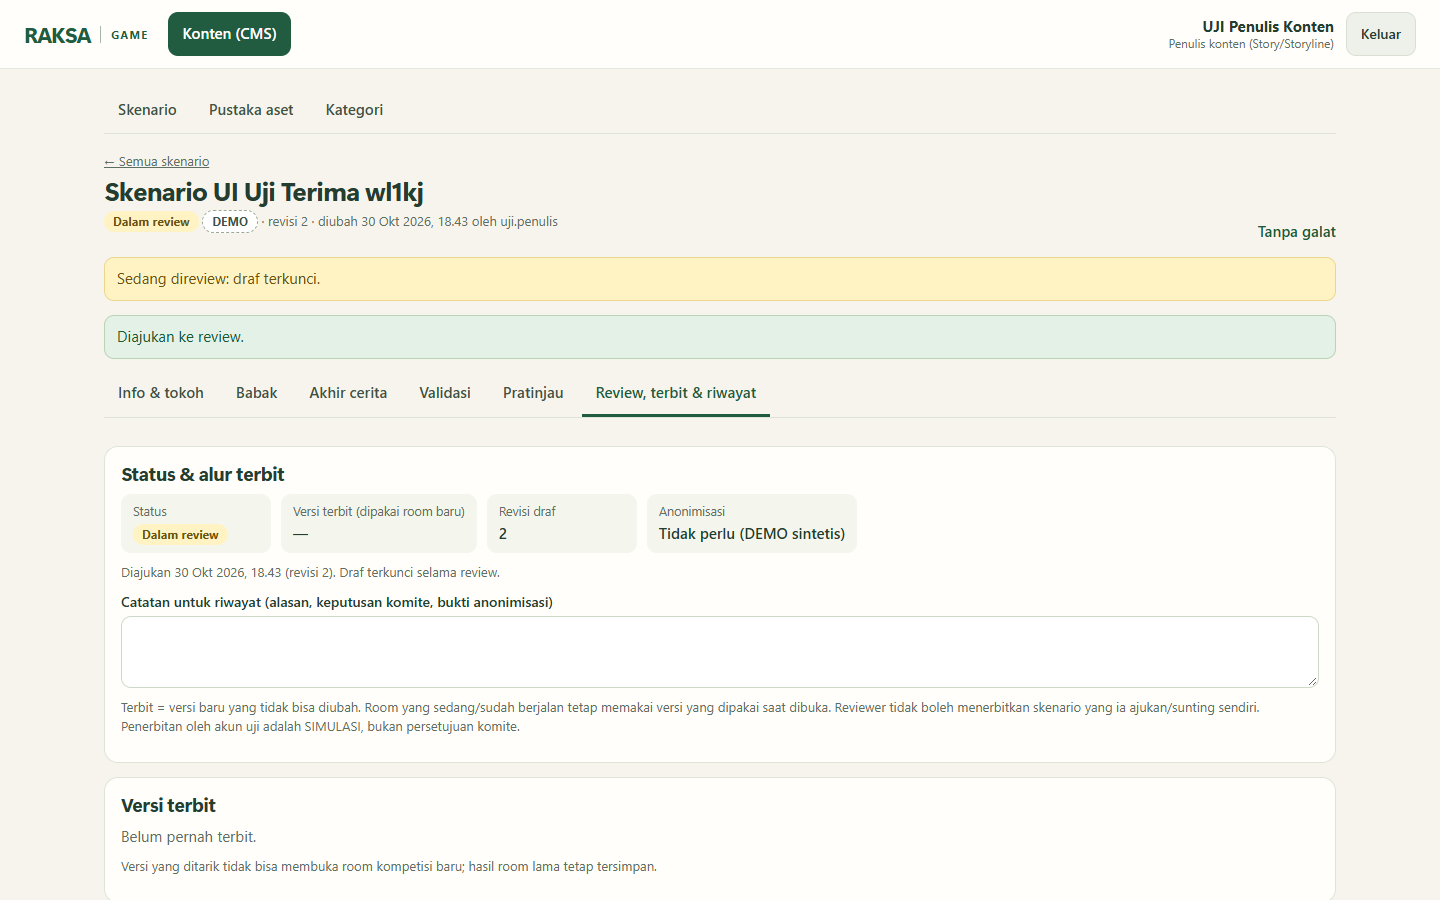 RAKSA GAME Konten (CMS)
UJI Penulis Konten
Penulis konten (Story/Storyline)
Keluar
Skenario Pustaka aset Kategori
← Semua skenario
Skenario UI Uji Terima wl1kj
Dalam review DEMO · revisi 2 · diubah 30 Okt 2026, 18.43 oleh uji.penulis
Tanpa galat
Sedang direview: draf terkunci.
Diajukan ke review.
Info & tokoh Babak Akhir cerita Validasi Pratinjau Review, terbit & riwayat
Status & alur terbit
Status
Dalam review
Versi terbit (dipakai room baru)
—
Revisi draf
2
Anonimisasi
Tidak perlu (DEMO sintetis)
Diajukan 30 Okt 2026, 18.43 (revisi 2). Draf terkunci selama review.
Catatan untuk riwayat (alasan, keputusan komite, bukti anonimisasi)
Terbit = versi baru yang tidak bisa diubah. Room yang sedang/sudah berjalan tetap memakai versi yang dipakai saat dibuka. Reviewer tidak boleh menerbitkan skenario yang ia ajukan/sunting sendiri.
Penerbitan oleh akun uji adalah SIMULASI, bukan persetujuan komite.
Versi terbit
Belum pernah terbit.
Versi yang ditarik tidak bisa membuka room kompetisi baru; hasil room lama tetap tersimpan.